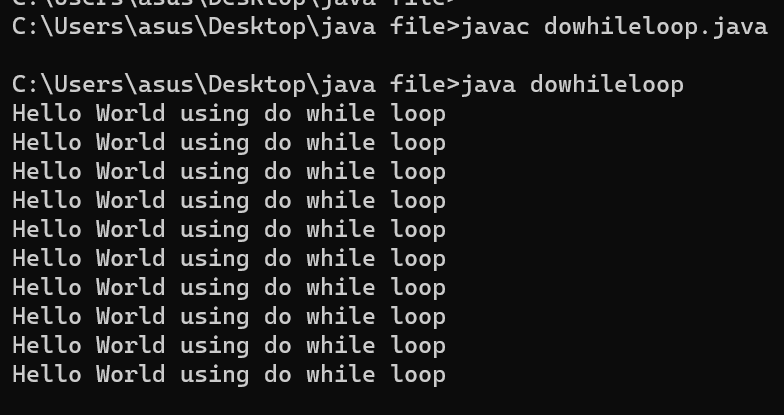 C:\Users\asus\Desktop\java file>
C:\Users\asus\Desktop\java file>javac dowhileloop.java
C:\Users\asus\Desktop\java file>java dowhileloop
Hello World using do while loop
Hello World using do while loop
Hello World using do while loop
Hello World using do while loop
Hello World using do while loop
Hello World using do while loop
Hello World using do while loop
Hello World using do while loop
Hello World using do while loop
Hello World using do while loop